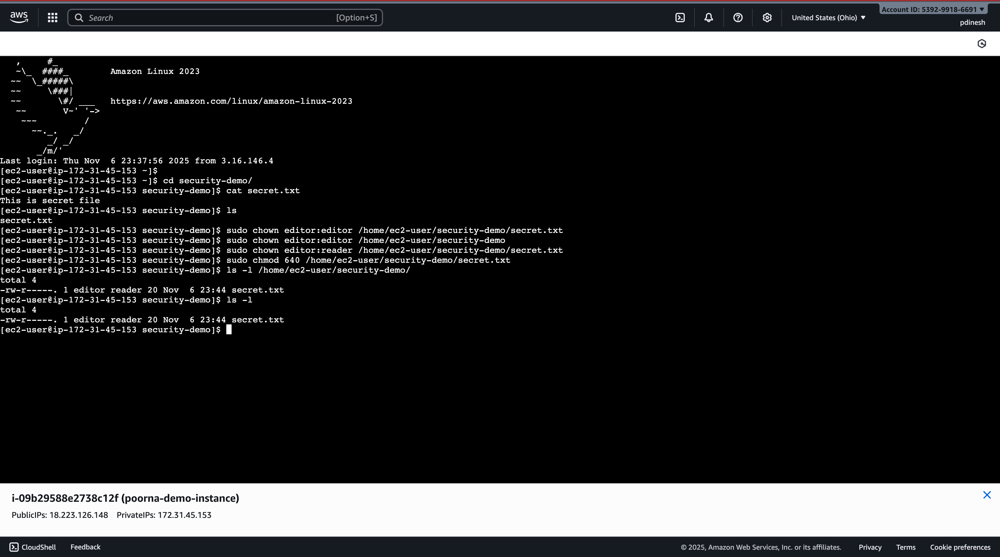 aws
Search [Option+S]
United States (Ohio)
Account ID: 5392-9918-6691
pdinesh
   ,     #_
   ~\_  ####_        Amazon Linux 2023
  ~~  \_#####\
  ~~     \###|
  ~~       \#/ ___   https://aws.amazon.com/linux/amazon-linux-2023
   ~~       V~' '->
    ~~~         /
      ~~._.   _/
         _/ _/
       _/m/'
Last login: Thu Nov  6 23:37:56 2025 from 3.16.146.4
[ec2-user@ip-172-31-45-153 ~]$
[ec2-user@ip-172-31-45-153 ~]$ cd security-demo/
[ec2-user@ip-172-31-45-153 security-demo]$ cat secret.txt
This is secret file
[ec2-user@ip-172-31-45-153 security-demo]$ ls
secret.txt
[ec2-user@ip-172-31-45-153 security-demo]$ sudo chown editor:editor /home/ec2-user/security-demo/secret.txt
[ec2-user@ip-172-31-45-153 security-demo]$ sudo chown editor:editor /home/ec2-user/security-demo
[ec2-user@ip-172-31-45-153 security-demo]$ sudo chown editor:reader /home/ec2-user/security-demo/secret.txt
[ec2-user@ip-172-31-45-153 security-demo]$ sudo chmod 640 /home/ec2-user/security-demo/secret.txt
[ec2-user@ip-172-31-45-153 security-demo]$ ls -l /home/ec2-user/security-demo/
total 4
-rw-r-----. 1 editor reader 20 Nov  6 23:44 secret.txt
[ec2-user@ip-172-31-45-153 security-demo]$ ls -l
total 4
-rw-r-----. 1 editor reader 20 Nov  6 23:44 secret.txt
[ec2-user@ip-172-31-45-153 security-demo]$
i-09b29588e2738c12f (poorna-demo-instance)
PublicIPs: 18.223.126.148 PrivateIPs: 172.31.45.153
CloudShell Feedback © 2025, Amazon Web Services, Inc. or its affiliates. Privacy Terms Cookie preferences